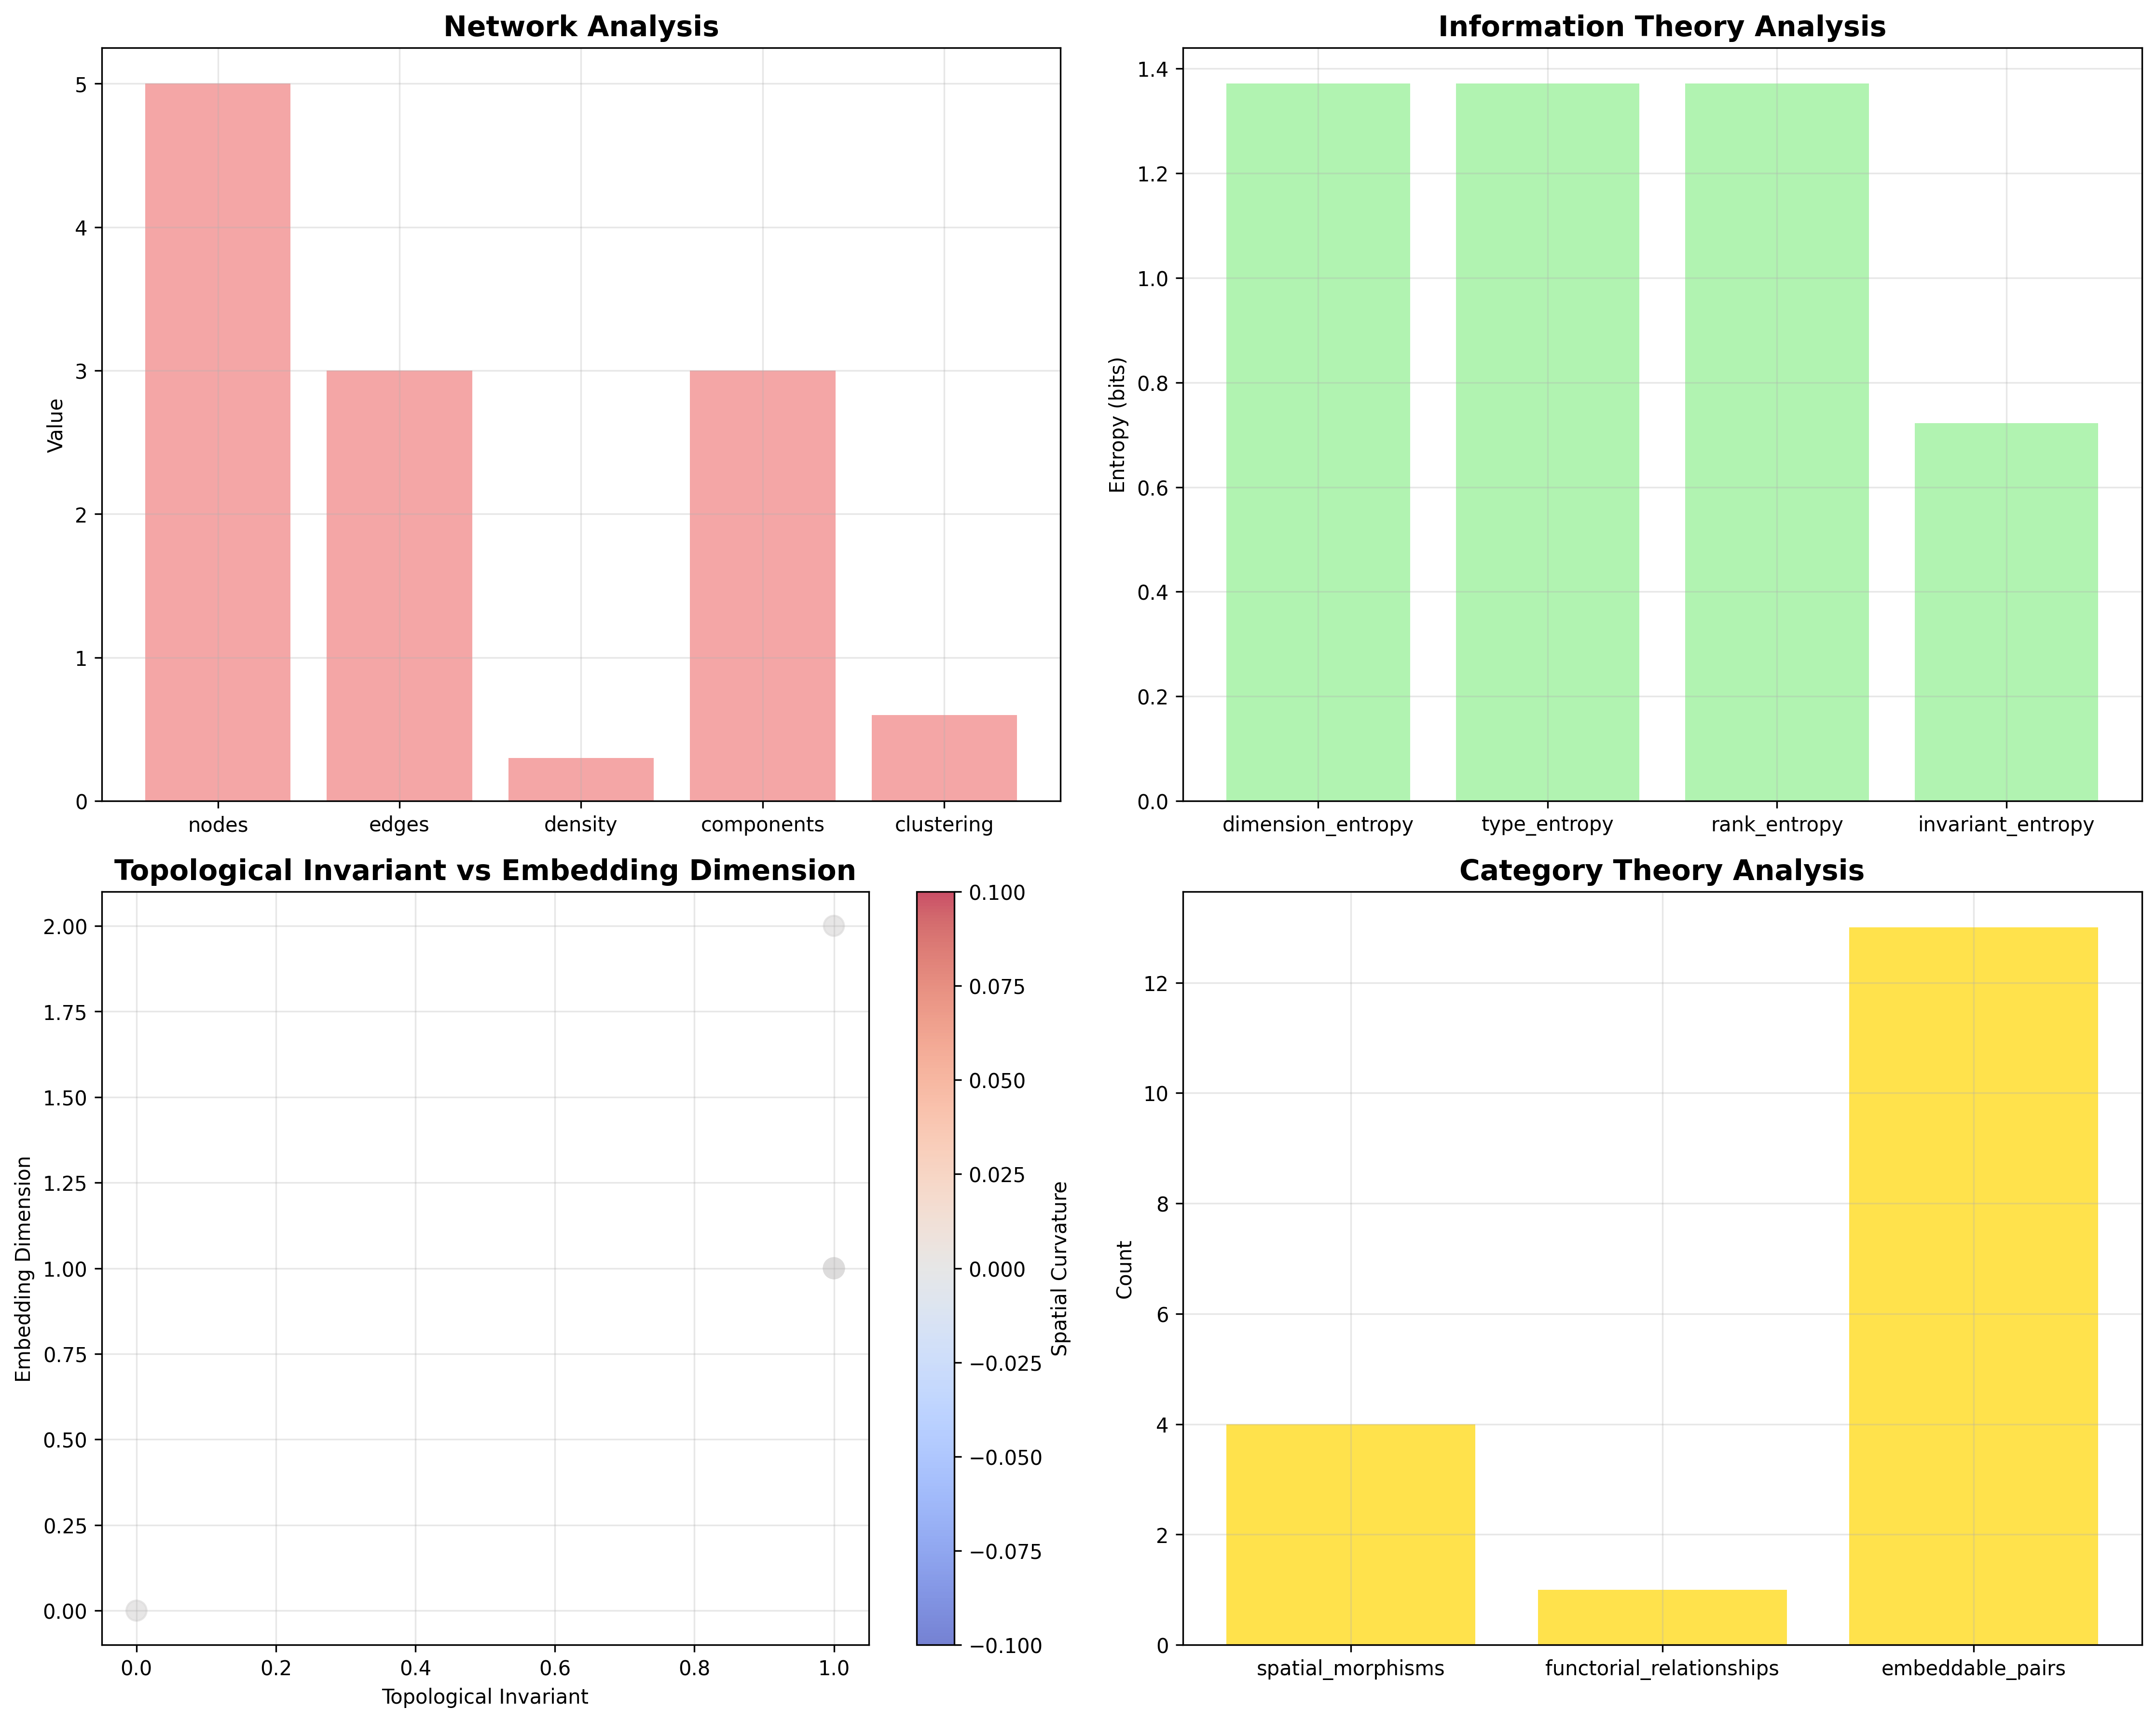 Network Analysis
Value
5
4
3
2
1
0
nodes edges density components clustering
Information Theory Analysis
Entropy (bits)
1.4
1.2
1.0
0.8
0.6
0.4
0.2
0.0
dimension_entropy type_entropy rank_entropy invariant_entropy
Topological Invariant vs Embedding Dimension
Embedding Dimension
2.00
1.75
1.50
1.25
1.00
0.75
0.50
0.25
0.00
0.0 0.2 0.4 0.6 0.8 1.0
Topological Invariant
0.100
0.075
0.050
0.025
0.000
−0.025
−0.050
−0.075
−0.100
Spatial Curvature
Category Theory Analysis
Count
12
10
8
6
4
2
0
spatial_morphisms functorial_relationships embeddable_pairs